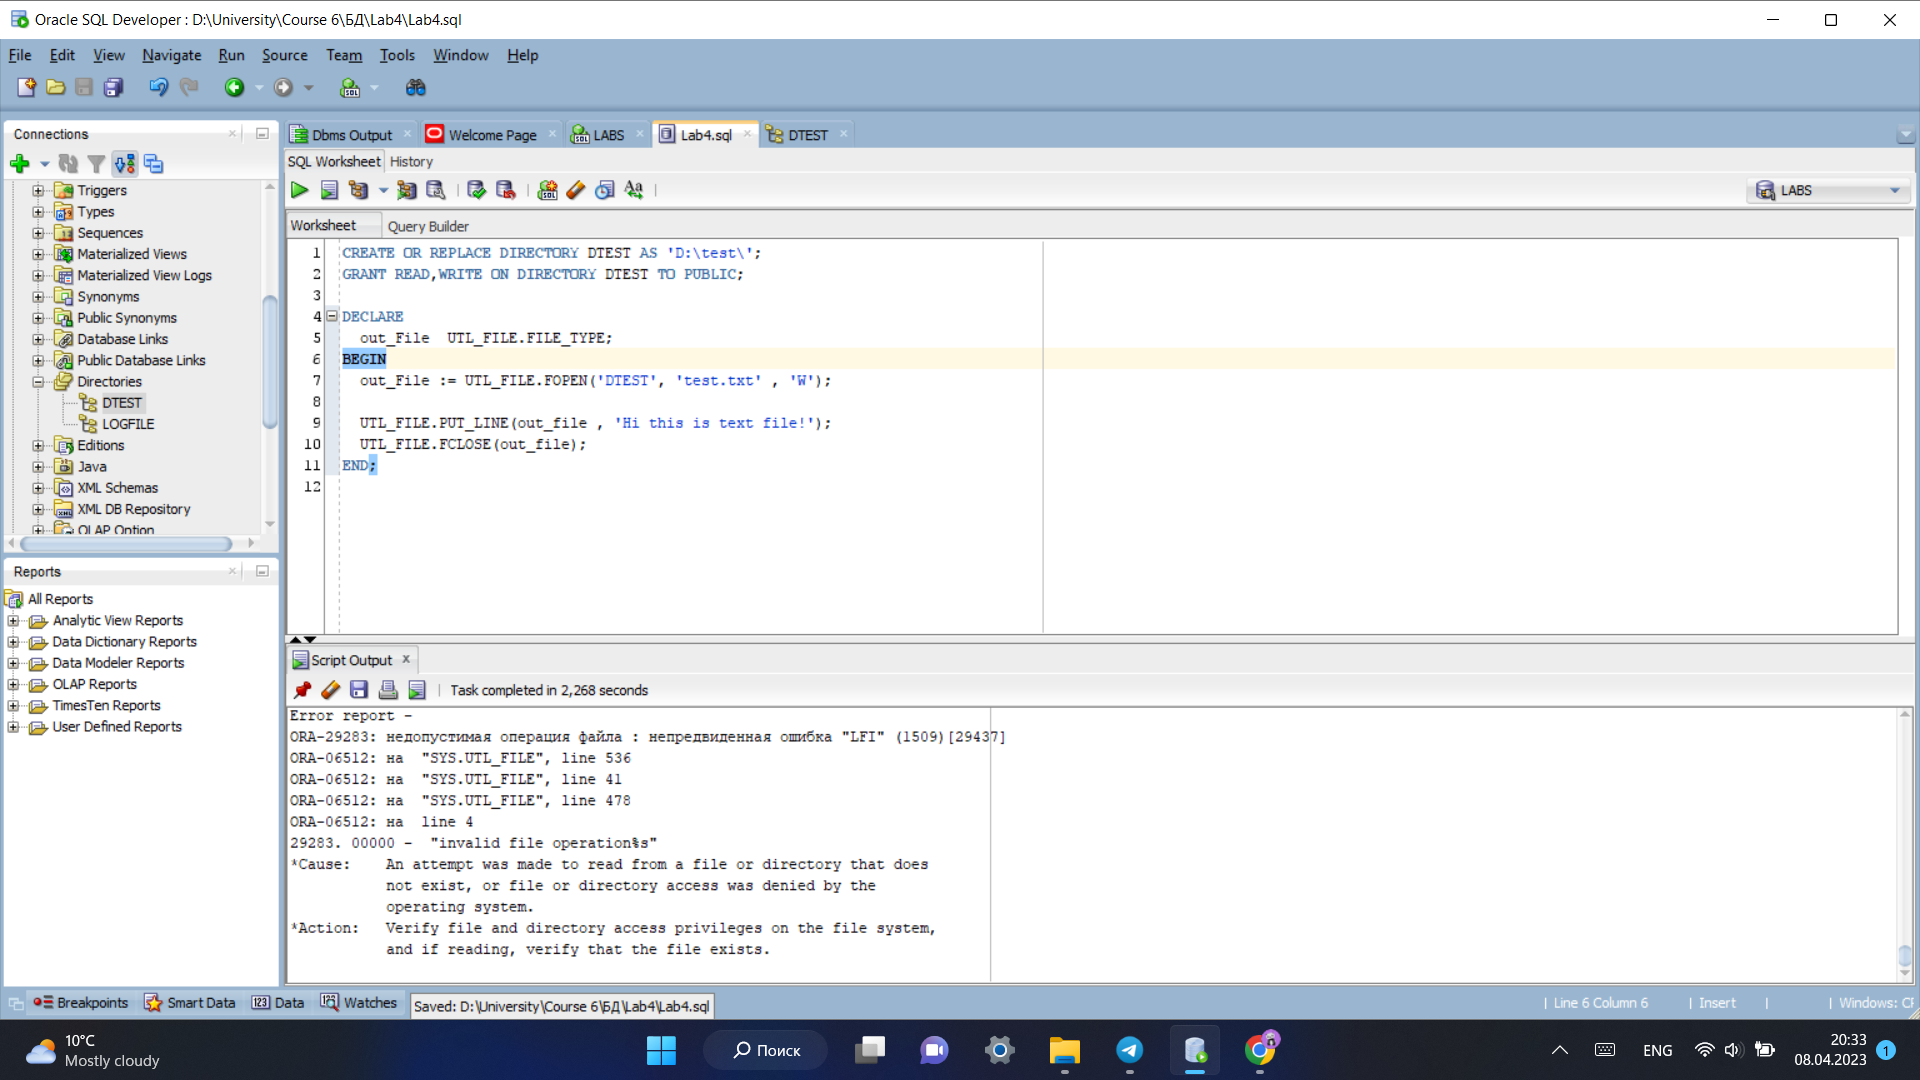 Oracle SQL Developer : D:\University\Course 6\БД\Lab4\Lab4.sql
File Edit View Navigate Run Source Team Tools Window Help
Connections
Triggers
Types
Sequences
Materialized Views
Materialized View Logs
Synonyms
Public Synonyms
Database Links
Public Database Links
Directories
DTEST
LOGFILE
Editions
Java
XML Schemas
XML DB Repository
OLAP Option
Reports
All Reports
Analytic View Reports
Data Dictionary Reports
Data Modeler Reports
OLAP Reports
TimesTen Reports
User Defined Reports
Dbms Output Welcome Page LABS Lab4.sql DTEST
SQL Worksheet History
LABS
Worksheet Query Builder
1 CREATE OR REPLACE DIRECTORY DTEST AS 'D:\test\';
2 GRANT READ,WRITE ON DIRECTORY DTEST TO PUBLIC;
3
4 DECLARE
5 out_File UTL_FILE.FILE_TYPE;
6 BEGIN
7 out_File := UTL_FILE.FOPEN('DTEST', 'test.txt' , 'W');
8
9 UTL_FILE.PUT_LINE(out_file , 'Hi this is text file!');
10 UTL_FILE.FCLOSE(out_file);
11 END;
12
Script Output
Task completed in 2,268 seconds
Error report -
ORA-29283: недопустимая операция файла : непредвиденная ошибка "LFI" (1509)[29437]
ORA-06512: на "SYS.UTL_FILE", line 536
ORA-06512: на "SYS.UTL_FILE", line 41
ORA-06512: на "SYS.UTL_FILE", line 478
ORA-06512: на line 4
29283. 00000 - "invalid file operation%s"
*Cause: An attempt was made to read from a file or directory that does
not exist, or file or directory access was denied by the
operating system.
*Action: Verify file and directory access privileges on the file system,
and if reading, verify that the file exists.
Breakpoints Smart Data Data Watches Saved: D:\University\Course 6\БД\Lab4\Lab4.sql
Line 6 Column 6 Insert Windows: CF
10°C
Mostly cloudy
Поиск
ENG
20:33
08.04.2023
1